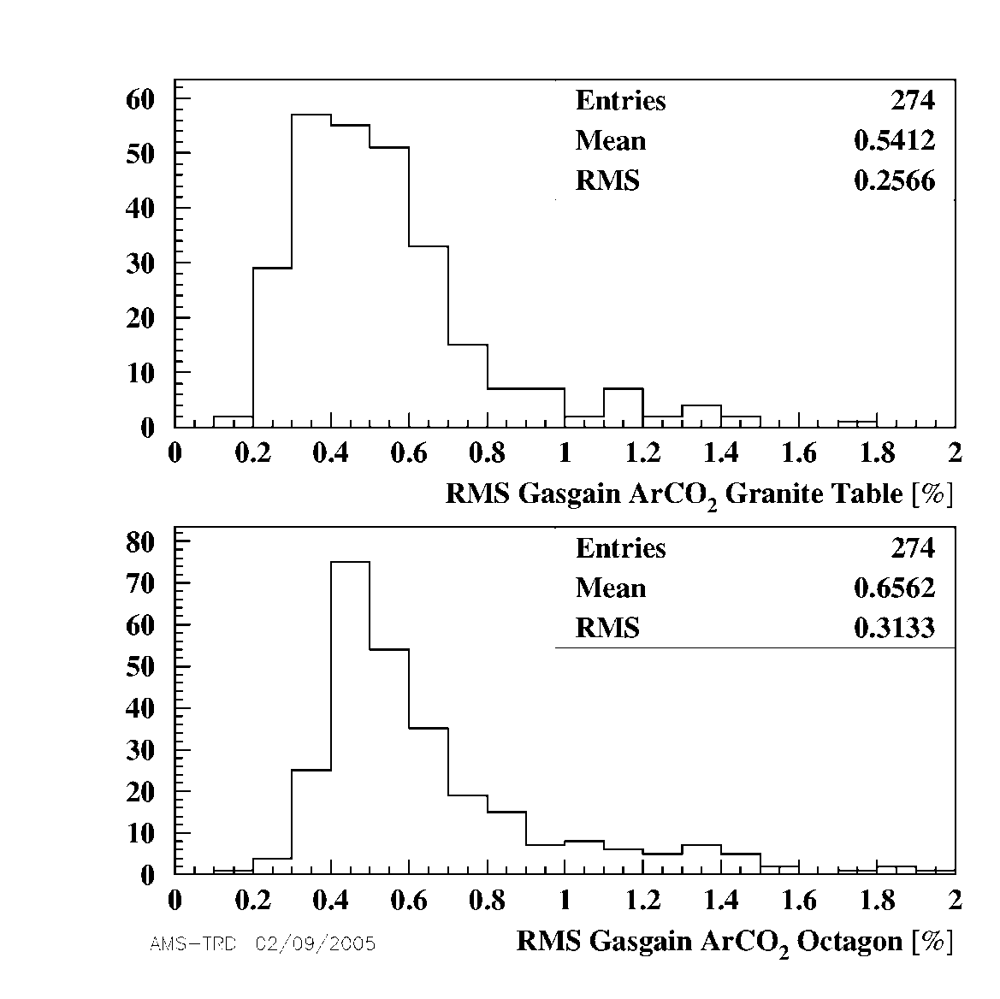 60
Entries 274
Mean 0.5412
50
RMS 0.2566
40
30
20
10
0
0 0.2 0.4 0.6 0.8 1 1.2 1.4 1.6 1.8 2
RMS Gasgain ArCO₂ Granite Table [%]
80
Entries 274
70
Mean 0.6562
60
RMS 0.3133
50
40
30
20
10
0
0 0.2 0.4 0.6 0.8 1 1.2 1.4 1.6 1.8 2
AMS-TRD 02/09/2005
RMS Gasgain ArCO₂ Octagon [%]